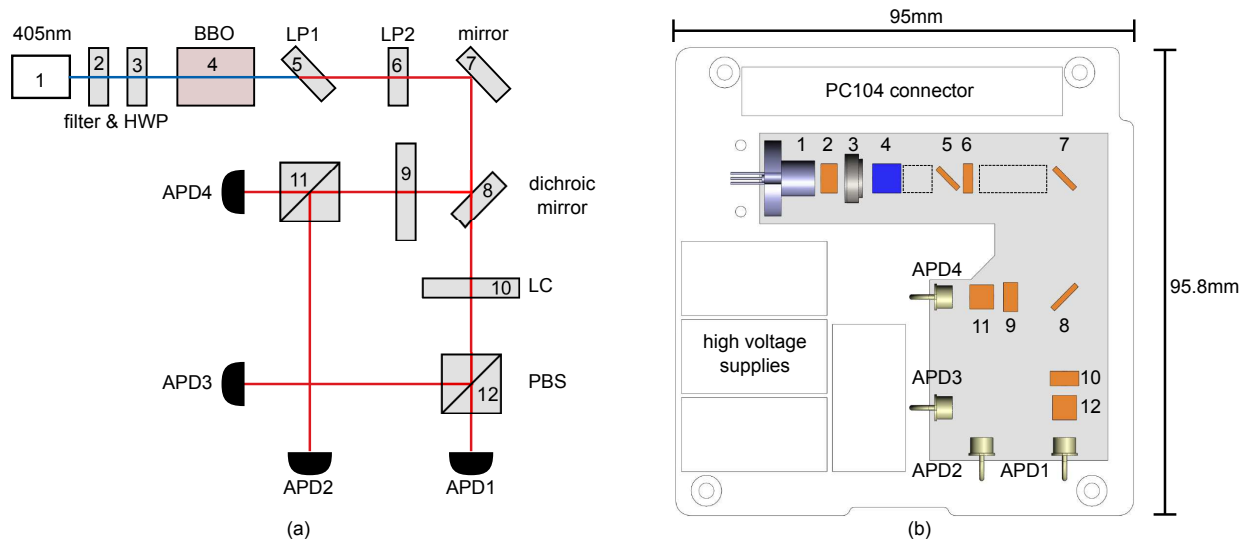 405nm
BBO
LP1
LP2
mirror
1
2
3
4
5
6
7
filter & HWP
APD4
11
9
8
dichroic
mirror
10
LC
APD3
12
PBS
APD2
APD1
(a)
95mm
PC104 connector
1
2
3
4
5
6
7
95.8mm
APD4
11
9
8
high voltage
supplies
APD3
10
12
APD2
APD1
(b)